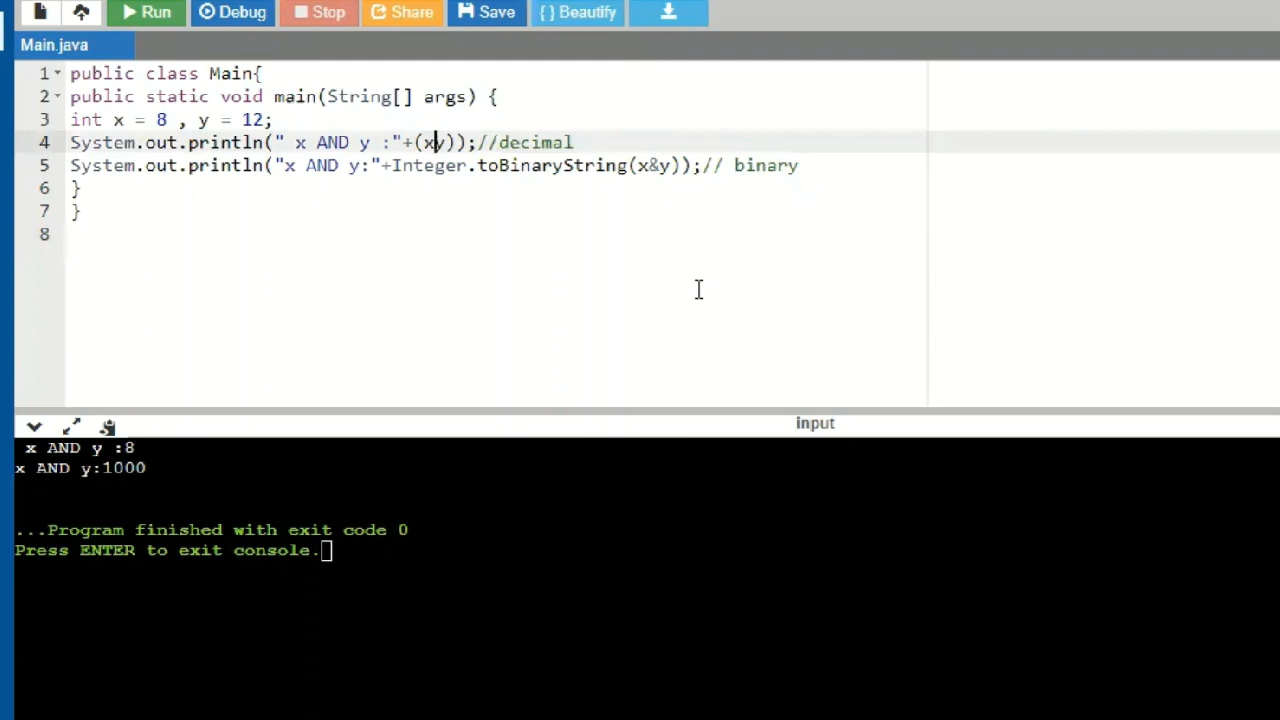 Run Debug Stop Share Save { } Beautify
Main.java
1 public class Main{
2 public static void main(String[] args) {
3 int x = 8 , y = 12;
4 System.out.println(" x AND y :"+(xy));//decimal
5 System.out.println("x AND y:"+Integer.toBinaryString(x&y));// binary
6 }
7 }
8
input
x AND y :8
x AND y:1000
...Program finished with exit code 0
Press ENTER to exit console.